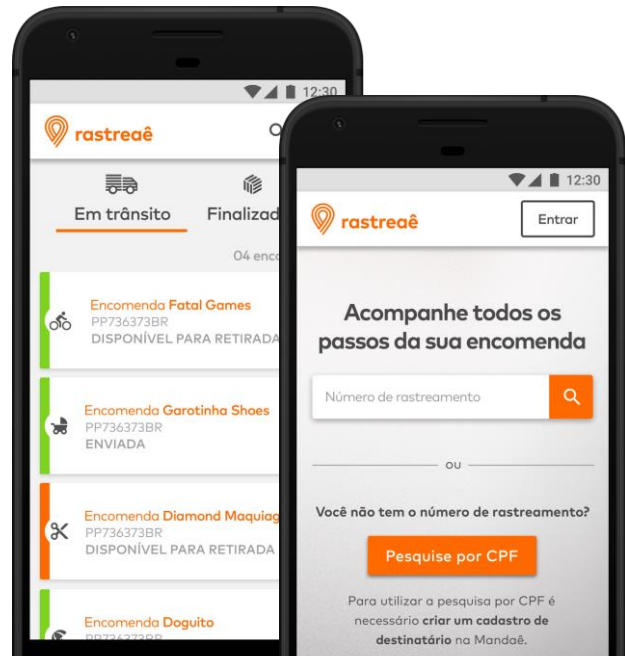 12:30
rastreaê
Em trânsito
04
Encomenda Fatal Games
PP736373BR
DISPONÍVEL PARA RETIRADA
Encomenda Garotinha Shoes
PP736373BR
ENVIADA
Encomenda Diamond
PP736373BR
DISPONÍVEL PARA RETIRADA
Encomenda Doguito
PP736373BR
12:30
rastreaê
Entrar
Acompanhe todos os
passos da sua encomenda
Número de rastreamento
ou
Você não tem o número de rastreamento?
Pesquise por CPF
Para utilizar a pesquisa por CPF é
necessário criar um cadastro de
destinatário na Mandaê.